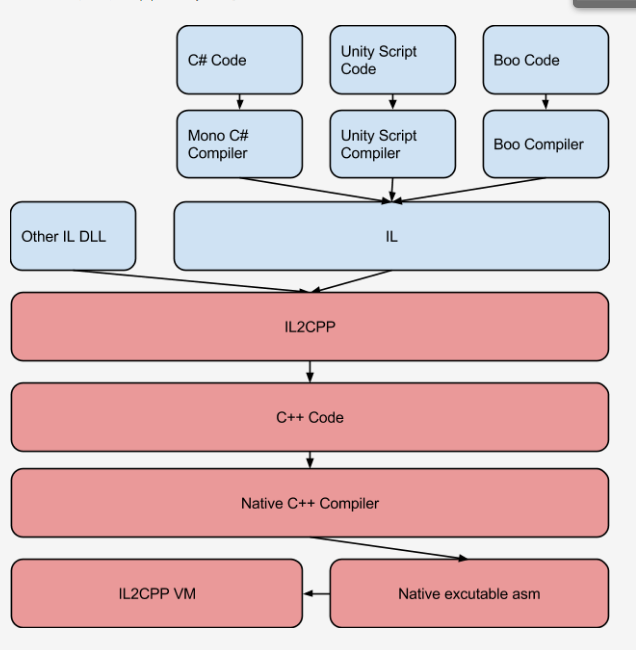 C# Code
Unity Script
Code
Boo Code
Mono C#
Compiler
Unity Script
Compiler
Boo Compiler
Other IL DLL
IL
IL2CPP
C++ Code
Native C++ Compiler
IL2CPP VM
Native excutable asm